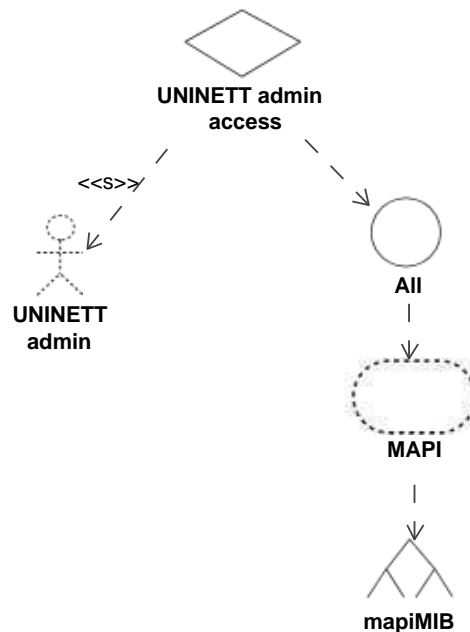 UNINETT admin
access
<<s>>
UNINETT
admin
All
MAPI
mapiMIB